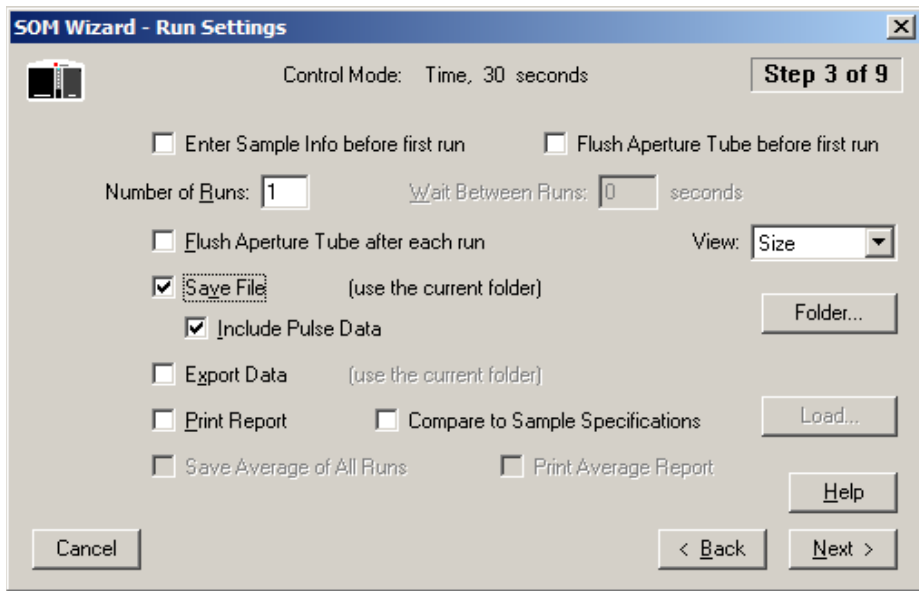 SOM Wizard - Run Settings
Control Mode: Time, 30 seconds
Step 3 of 9
Enter Sample Info before first run
Flush Aperture Tube before first run
Number of Runs: 1
Wait Between Runs: 0 seconds
Flush Aperture Tube after each run
View: Size
Save File (use the current folder)
Folder...
Include Pulse Data
Export Data (use the current folder)
Print Report
Compare to Sample Specifications
Load...
Save Average of All Runs
Print Average Report
Help
Cancel
< Back
Next >